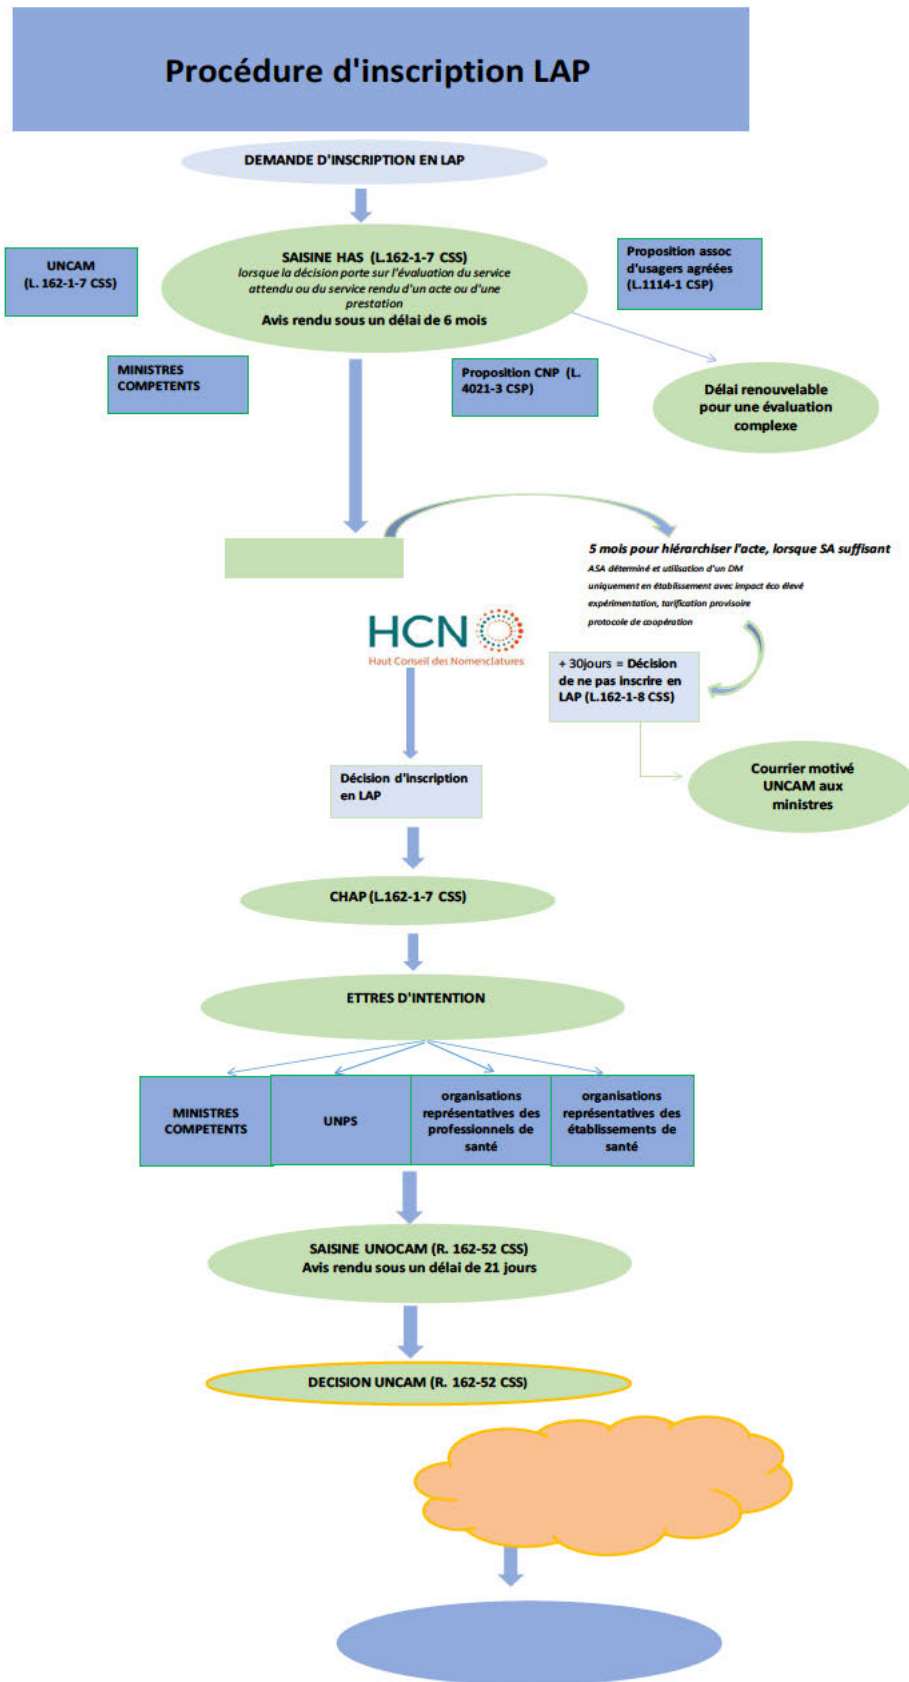 Procédure d'inscription LAP
DEMANDE D'INSCRIPTION EN LAP
UNCAM
(L. 162-1-7 CSS)
SAISINE HAS (L.162-1-7 CSS)
lorsque la décision porte sur l'évaluation du service
attendu ou du service rendu d'un acte ou d'une
prestation
Avis rendu sous un délai de 6 mois
Proposition assoc
d'usagers agréées
(L.1114-1 CSP)
MINISTRES
COMPETENTS
Proposition CNP (L.
4021-3 CSP)
Délai renouvelable
pour une évaluation
complexe
5 mois pour hiérarchiser l'acte, lorsque SA suffisant
ASA déterminé et utilisation d'un DM
uniquement en établissement avec impact éco élevé
expérimentation, tarification provisoire
protocole de coopération
HCN
Haut Conseil des Nomenclatures
+ 30jours = Décision
de ne pas inscrire en
LAP (L.162-1-8 CSS)
Courrier motivé
UNCAM aux
ministres
Décision d'inscription
en LAP
CHAP (L.162-1-7 CSS)
ETTRES D'INTENTION
MINISTRES
COMPETENTS
UNPS
organisations
représentatives des
professionnels de
santé
organisations
représentatives des
établissements de
santé
SAISINE UNOCAM (R. 162-52 CSS)
Avis rendu sous un délai de 21 jours
DECISION UNCAM (R. 162-52 CSS)